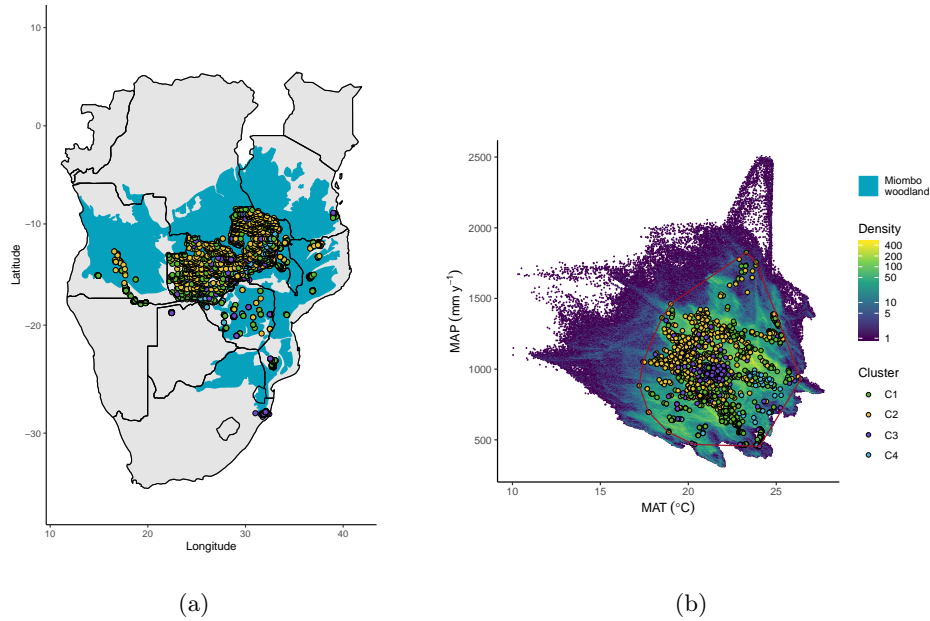 10
0
−10
−20
−30
Latitude
10
20
30
40
Longitude
(a)
2500
2000
1500
1000
500
MAP (mm y⁻¹)
10
15
20
25
MAT (°C)
(b)
Miombo
woodland
Density
400
200
100
50
10
5
1
Cluster
C1
C2
C3
C4